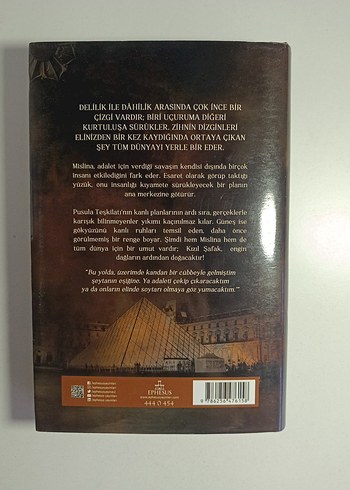 DELİLİK İLE DÂHİLİK ARASINDA ÇOK İNCE BİR
ÇİZGİ VARDIR; BİRİ UÇURUMA DİĞERİ
KURTULUŞA SÜRÜKLER. ZİHNİN DİZGİNLERİ
ELİNİZDEN BİR KEZ KAYDIĞINDA ORTAYA ÇIKAN
ŞEY TÜM DÜNYAYI YERLE BİR EDER.
Mislina, adalet için verdiği savaşın kendisi dışında birçok
insanı etkilediğini fark eder. Esaret olarak görüp taktığı
yüzük, onu insanlığı kıyamete sürükleyecek bir planın
ana merkezine götürür.
Pusula Teşkilatı'nın kanlı planlarının ardı sıra, gerçeklerle
karışık bilinmeyenler yıkımı kaçınılmaz kılar. Güneş ise
gökyüzünü kanlı ruhları temsil eden, daha önce
görülmemiş bir renge boyar. Şimdi hem Mislina hem de
tüm dünya için bir umut vardır; Kızıl Şafak, engin
dağların ardından doğacaktır!
"Bu yolda, üzerimde kandan bir cübbeyle gelmiştim
şeytanın eşiğine. Ya adaleti çekip çıkaracaktım
ya da onların elinde soytarı olmaya göz yumacaktım."
EPHESUS
444 0 454
9 786256 476158